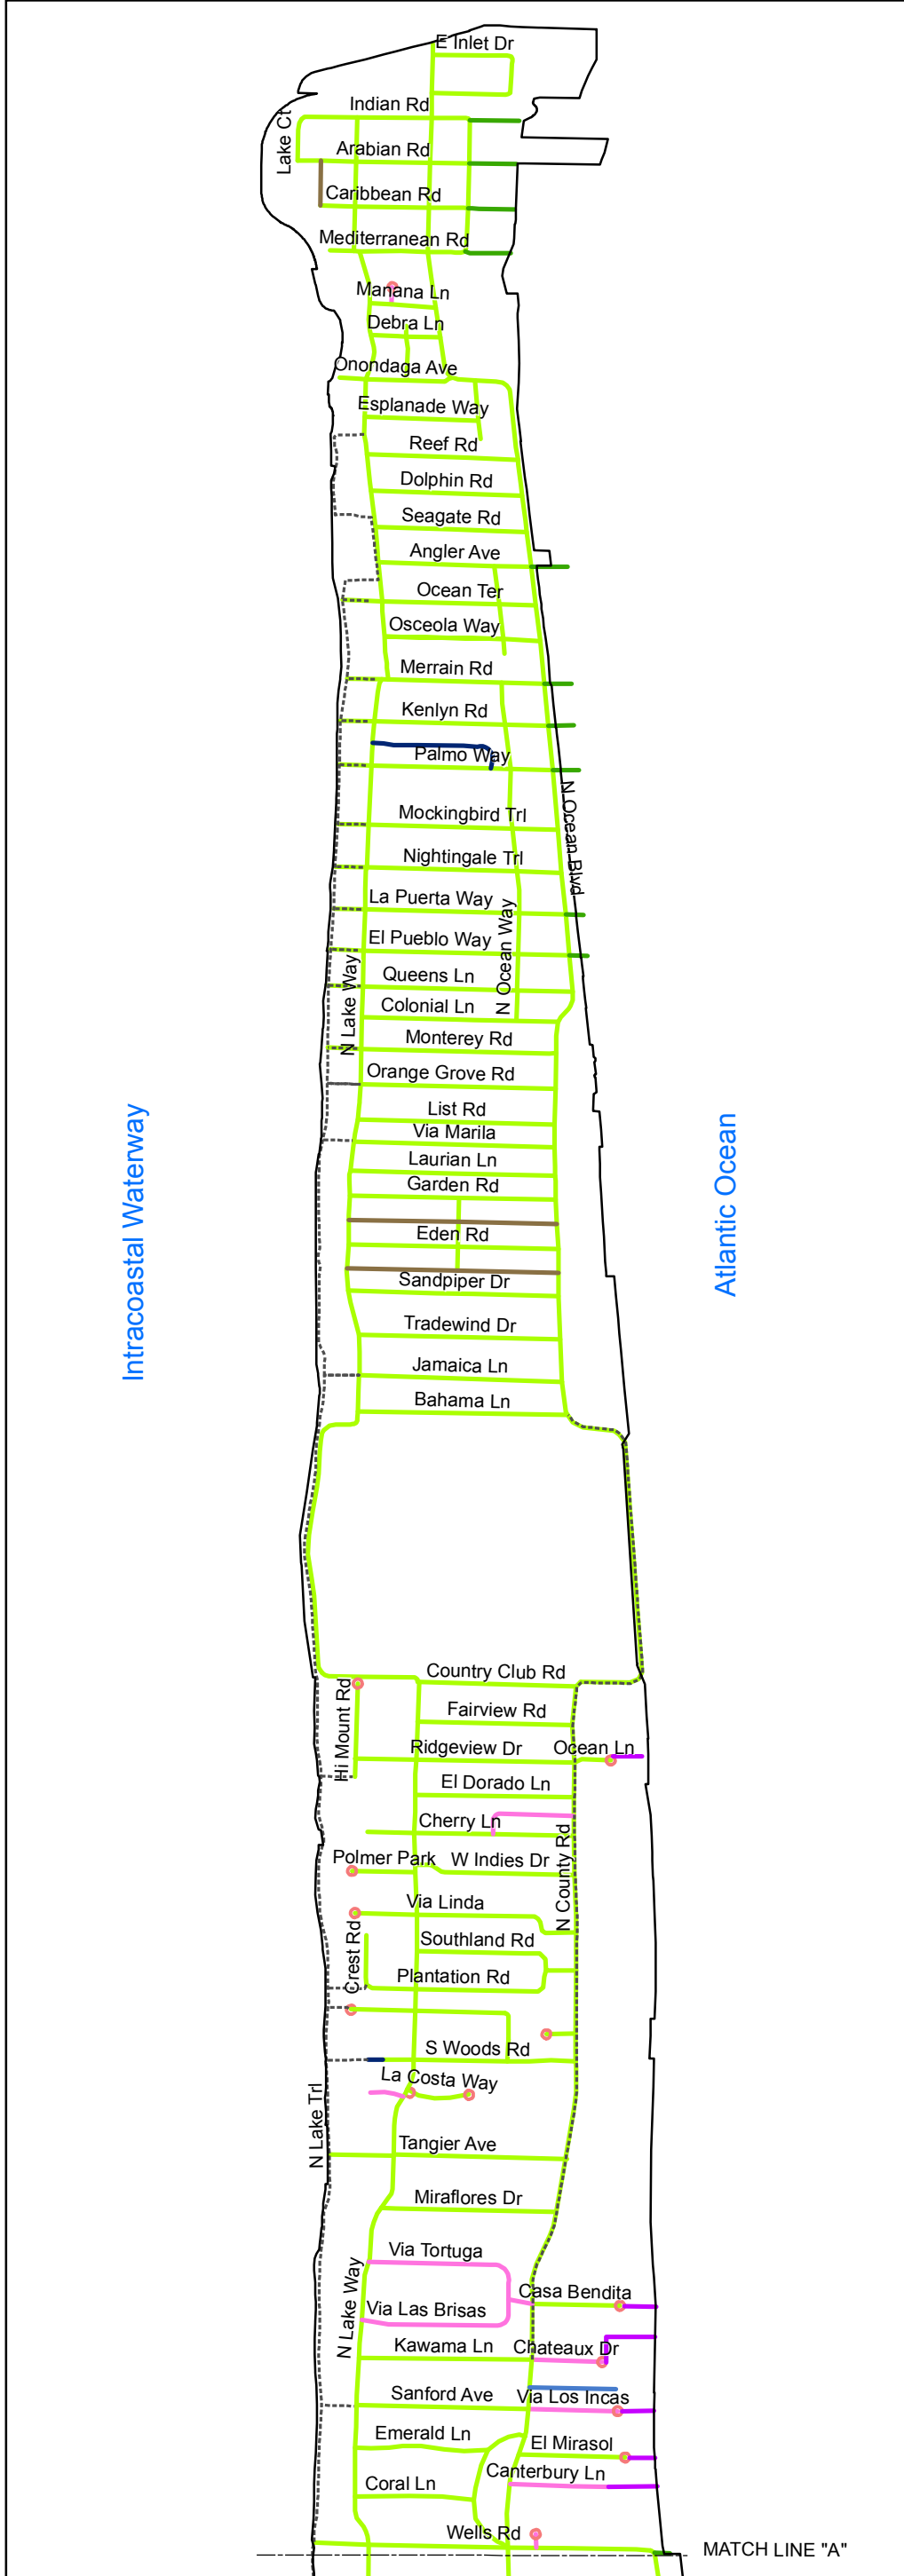 E Inlet Dr
Indian Rd
Lake Ct
Arabian Rd
Caribbean Rd
Mediterranean Rd
Manana Ln
Debra Ln
Onondaga Ave
Esplanade Way
Reef Rd
Dolphin Rd
Seagate Rd
Angler Ave
Ocean Ter
Osceola Way
Merrain Rd
Kenlyn Rd
Palmo Way
N Ocean Blvd
Mockingbird Trl
Nightingale Trl
La Puerta Way
N Ocean Way
El Pueblo Way
N Lake Way
Queens Ln
Colonial Ln
Monterey Rd
Orange Grove Rd
List Rd
Via Marila
Intracoastal Waterway
Atlantic Ocean
Laurian Ln
Garden Rd
Eden Rd
Sandpiper Dr
Tradewind Dr
Jamaica Ln
Bahama Ln
Country Club Rd
Hi Mount Rd
Fairview Rd
Ridgeview Dr
Ocean Ln
El Dorado Ln
Cherry Ln
N County Rd
Polmer Park
W Indies Dr
Via Linda
Crest Rd
Southland Rd
Plantation Rd
S Woods Rd
La Costa Way
N Lake Trl
Tangier Ave
Miraflores Dr
Via Tortuga
N Lake Way
Casa Bendita
Via Las Brisas
Kawama Ln
Chateaux Dr
Sanford Ave
Via Los Incas
Emerald Ln
El Mirasol
Canterbury Ln
Coral Ln
Wells Rd
MATCH LINE "A"